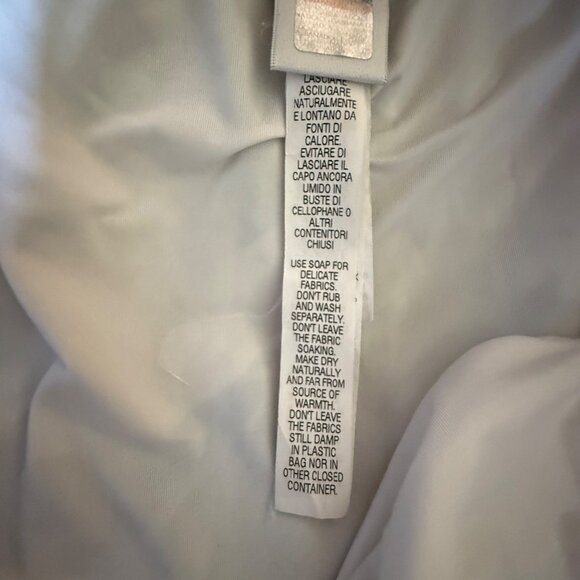 LASCIARE
ASCIUGARE
NATURALMENTE
E LONTANO DA
FONTI DI
CALORE.
EVITARE DI
LASCIARE IL
CAPO ANCORA
UMIDO IN
BUSTE DI
CELLOPHANE O
ALTRI
CONTENITORI
CHIUSI
USE SOAP FOR
DELICATE
FABRICS.
DON'T RUB
AND WASH
SEPARATELY.
DON'T LEAVE
THE FABRIC
SOAKING.
MAKE DRY
NATURALLY
AND FAR FROM
SOURCE OF
WARMTH.
DON'T LEAVE
THE FABRICS
STILL DAMP
IN PLASTIC
BAG NOR IN
OTHER CLOSED
CONTAINER.